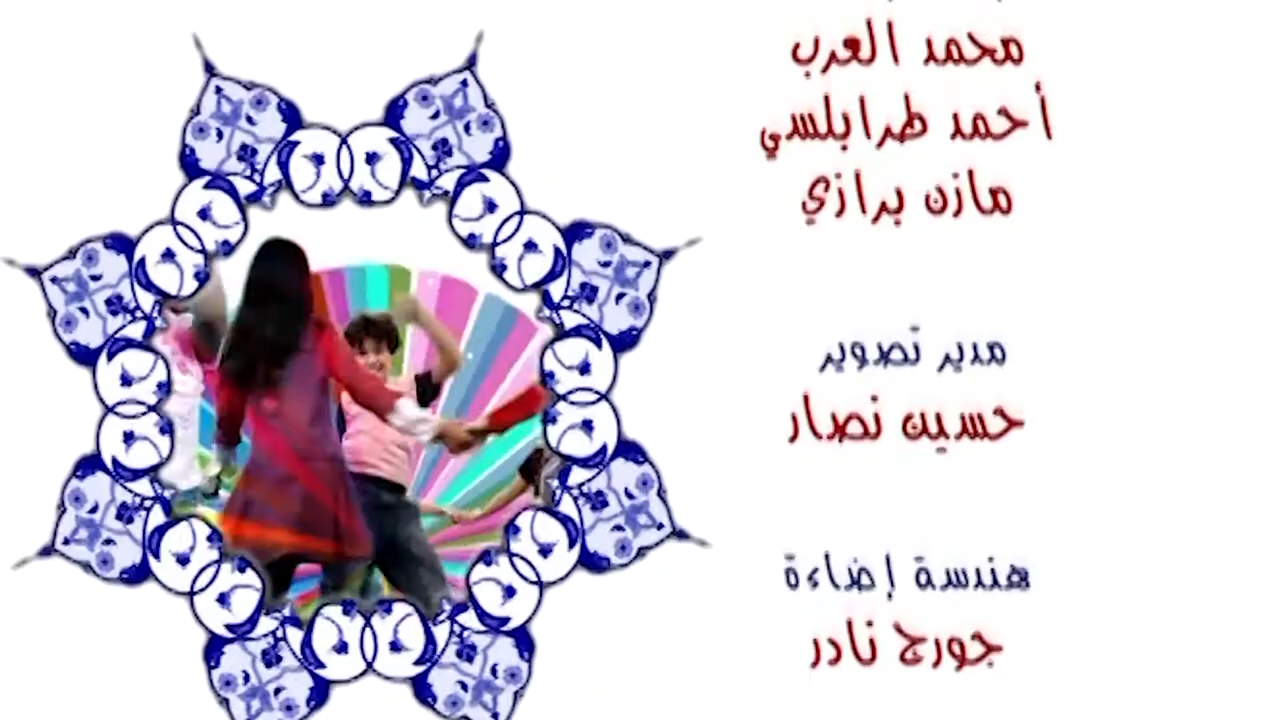 محمد العرب
أحمد طرابلسي
مازن برازي
مدير تصوير
حسين نصار
هندسة إضاءة
جورج نادر